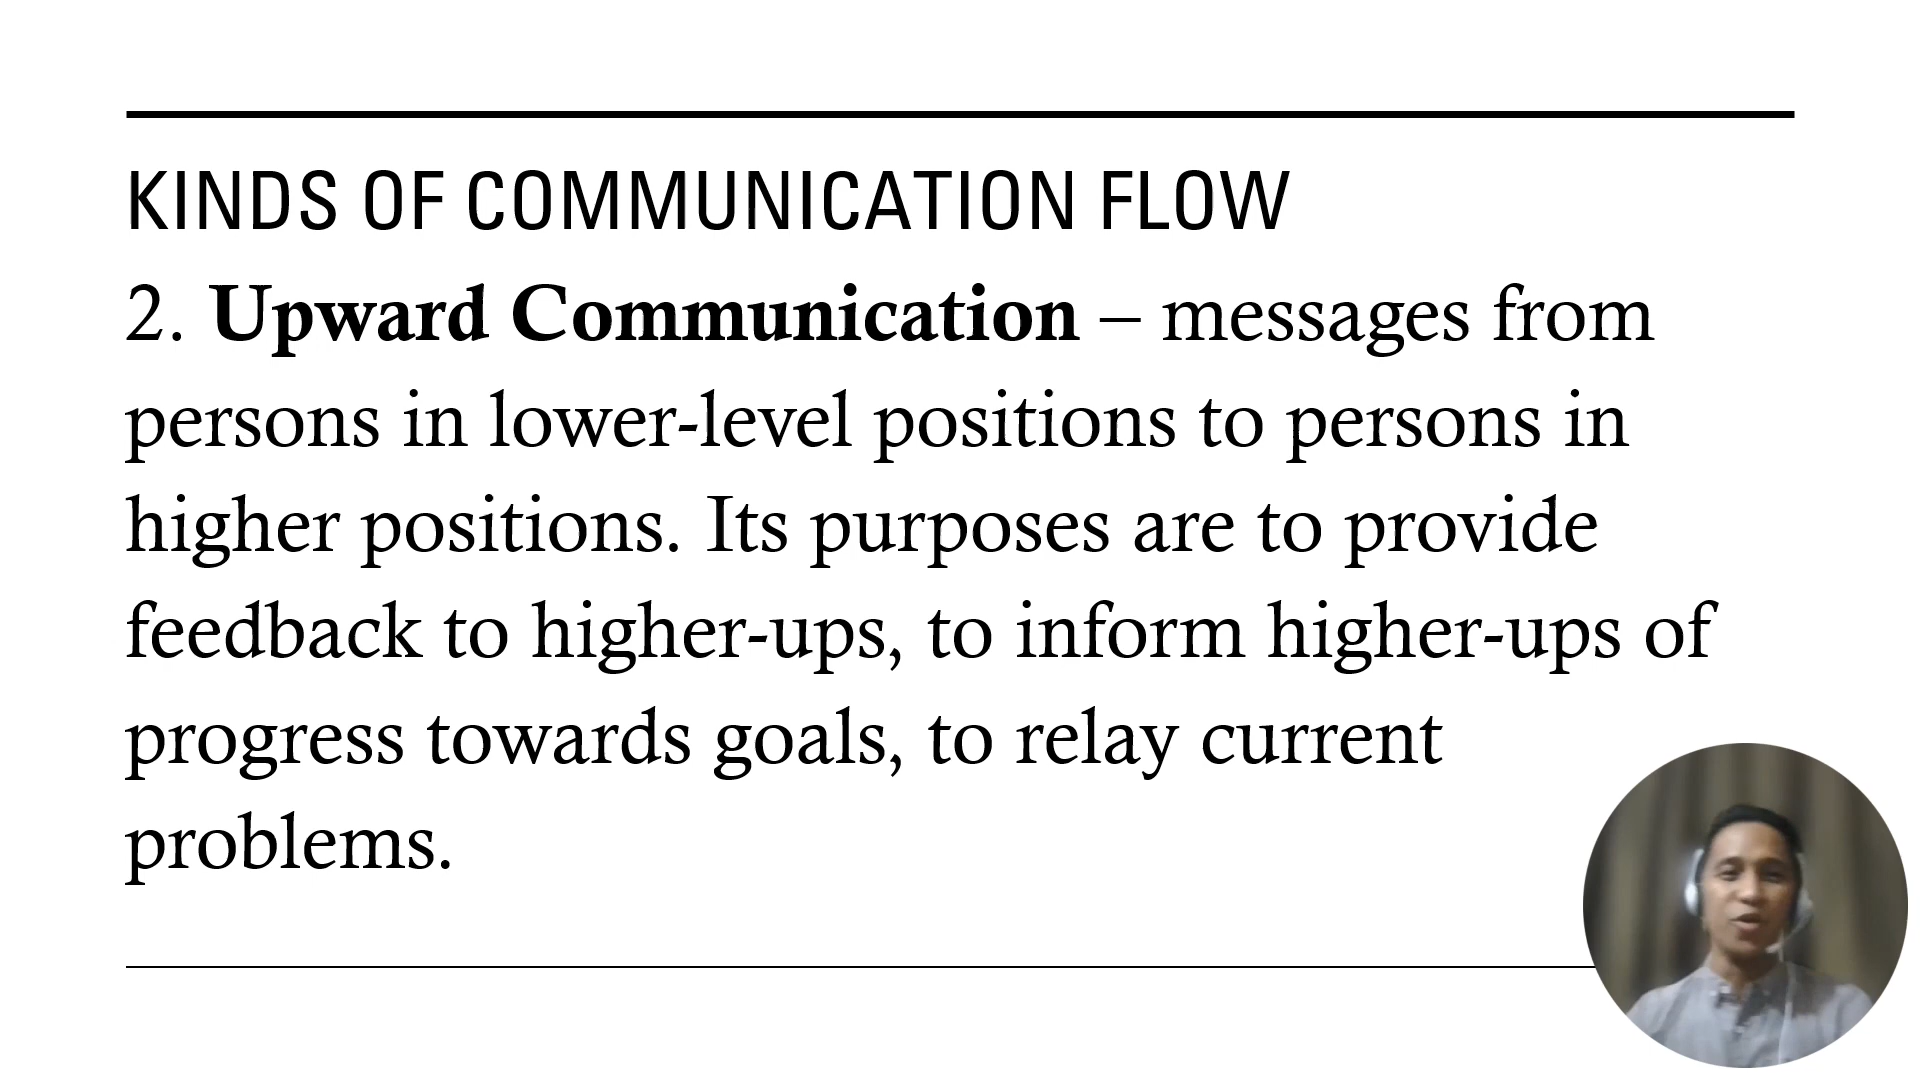 KINDS OF COMMUNICATION FLOW
2. Upward Communication – messages from
persons in lower-level positions to persons in
higher positions. Its purposes are to provide
feedback to higher-ups, to inform higher-ups of
progress towards goals, to relay current
problems.